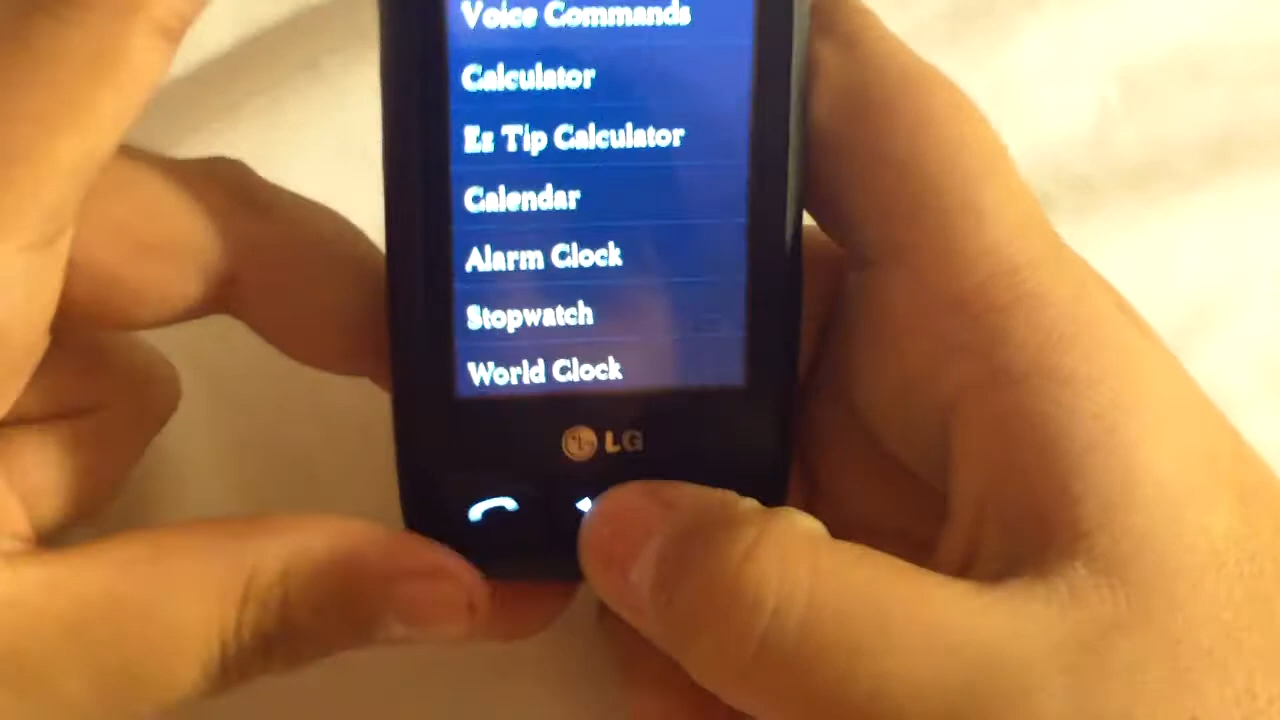 Voice Commands
Calculator
Ez Tip Calculator
Calendar
Alarm Clock
Stopwatch
World Clock
LG